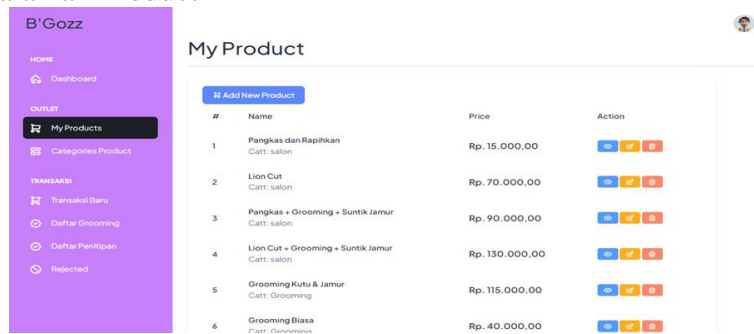 B'Gozz
HOME
Dashboard
OUTLET
My Products
Categories Product
TRANSAKSI
Transaksi Baru
Daftar Grooming
Daftar Penitipan
Rejected
My Product
Add New Product
# Name Price Action
1 Pangkas dan Rapihkan Rp. 15.000,00
Catt: salon
2 Lion Cut Rp. 70.000,00
Catt: salon
3 Pangkas + Grooming + Suntik Jamur Rp. 90.000,00
Catt: salon
4 Lion Cut + Grooming + Suntik Jamur Rp. 130.000,00
Catt: salon
5 Grooming Kutu & Jamur Rp. 115.000,00
Catt: Grooming
6 Grooming Biasa Rp. 40.000,00
Catt: Grooming